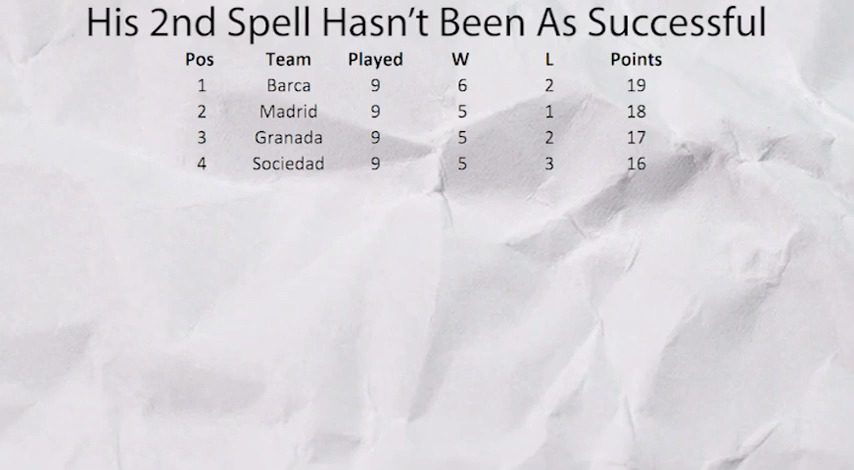 His 2nd Spell Hasn't Been As Successful
Pos Team Played W L Points
1 Barca 9 6 2 19
2 Madrid 9 5 1 18
3 Granada 9 5 2 17
4 Sociedad 9 5 3 16